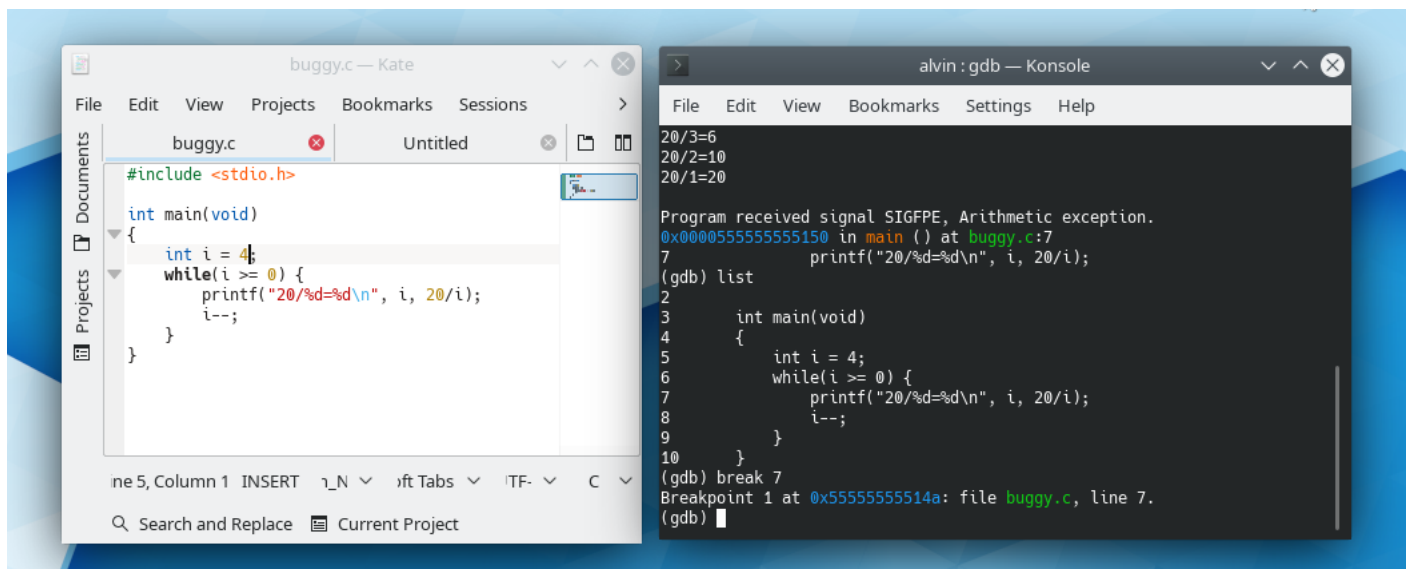 buggy.c — Kate
File Edit View Projects Bookmarks Sessions
Documents
Projects
buggy.c Untitled
#include <stdio.h>
int main(void)
{
int i = 4;
while(i >= 0) {
printf("20/%d=%d\n", i, 20/i);
i--;
}
}
ine 5, Column 1 INSERT ft Tabs TF- C
Search and Replace Current Project
alvin : gdb — Konsole
File Edit View Bookmarks Settings Help
20/3=6
20/2=10
20/1=20
Program received signal SIGFPE, Arithmetic exception.
0x0000555555555150 in main () at buggy.c:7
7 printf("20/%d=%d\n", i, 20/i);
(gdb) list
2
3 int main(void)
4 {
5 int i = 4;
6 while(i >= 0) {
7 printf("20/%d=%d\n", i, 20/i);
8 i--;
9 }
10 }
(gdb) break 7
Breakpoint 1 at 0x55555555514a: file buggy.c, line 7.
(gdb)